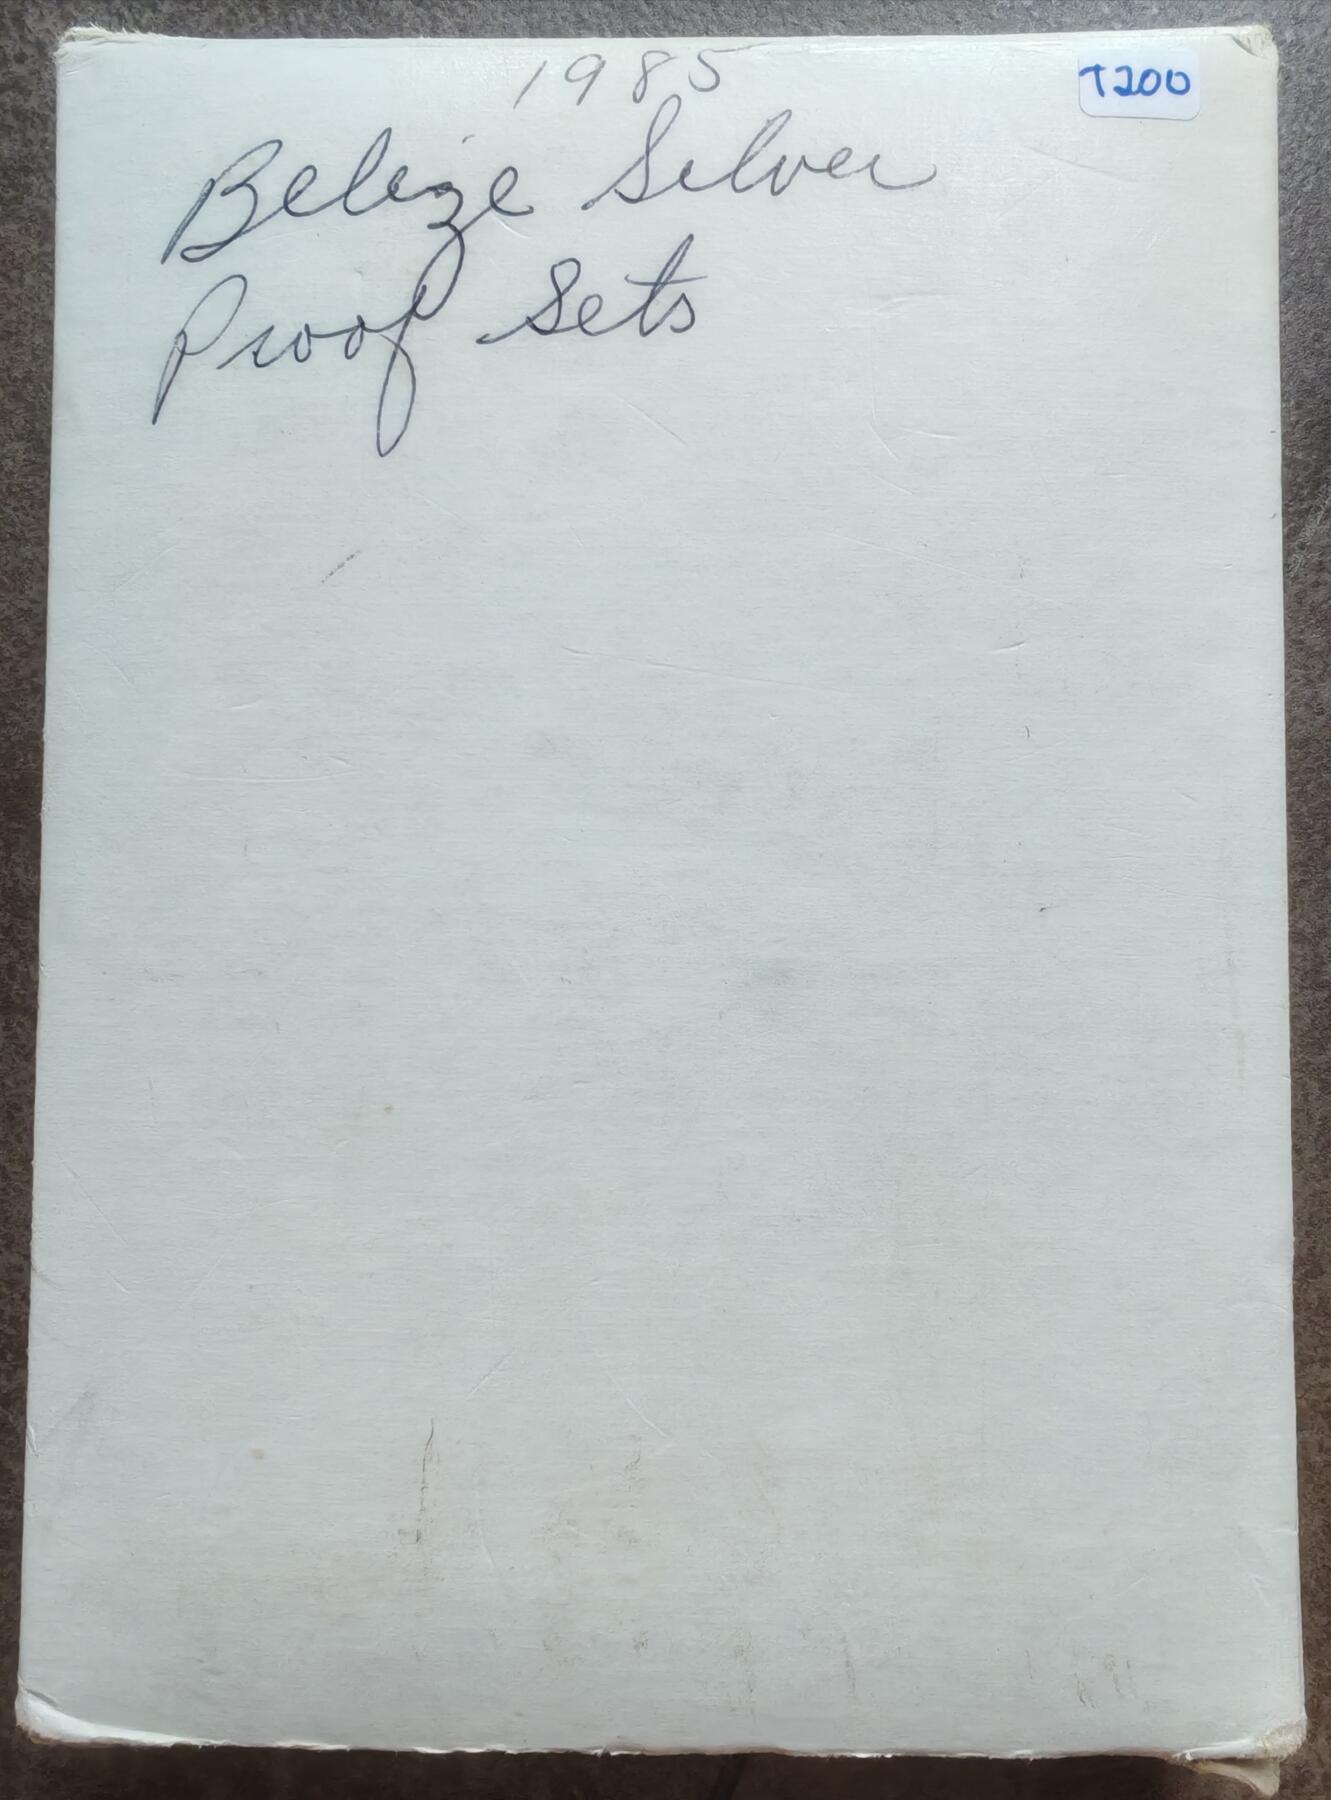 1985
T200
Belize Silver
Proof Sets